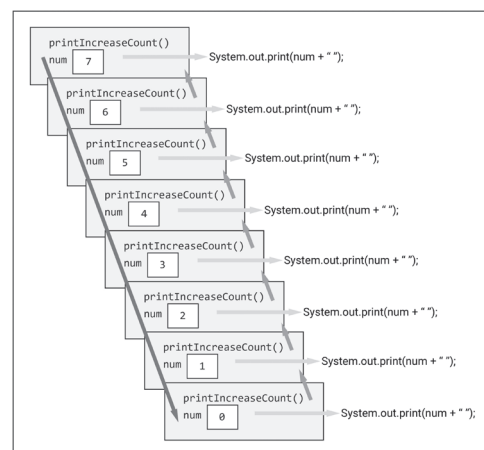 printIncreaseCount()
num 7 System.out.print(num + “ ”);
printIncreaseCount()
num 6 System.out.print(num + “ ”);
printIncreaseCount()
num 5 System.out.print(num + “ ”);
printIncreaseCount()
num 4 System.out.print(num + “ ”);
printIncreaseCount()
num 3 System.out.print(num + “ ”);
printIncreaseCount()
num 2 System.out.print(num + “ ”);
printIncreaseCount()
num 1 System.out.print(num + “ ”);
printIncreaseCount()
num 0 System.out.print(num + “ ”);